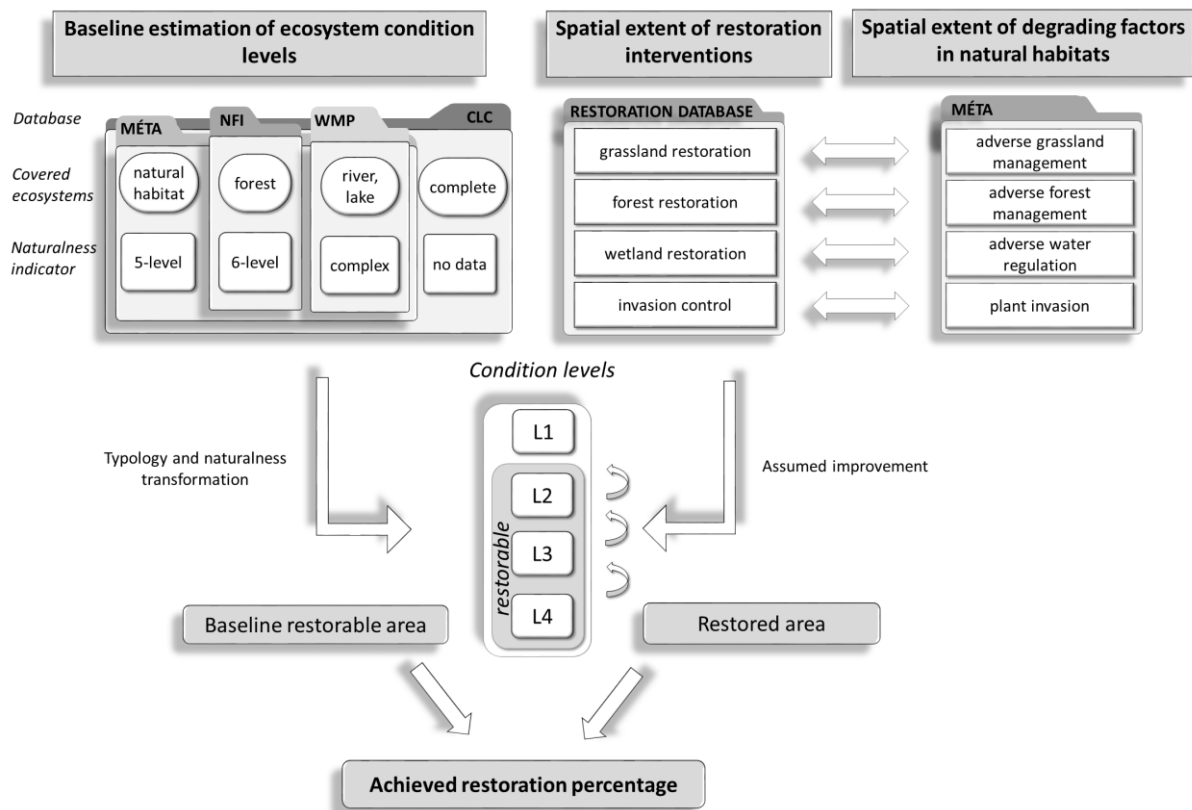 Baseline estimation of ecosystem condition
levels
Spatial extent of restoration
interventions
Spatial extent of degrading factors
in natural habitats
Database
MÉTA
NFI
WMP
CLC
Covered
ecosystems
natural
habitat
forest
river,
lake
complete
Naturalness
indicator
5-level
6-level
complex
no data
RESTORATION DATABASE
grassland restoration
forest restoration
wetland restoration
invasion control
MÉTA
adverse grassland
management
adverse forest
management
adverse water
regulation
plant invasion
Condition levels
L1
L2
L3
L4
restorable
Typology and naturalness
transformation
Assumed improvement
Baseline restorable area
Restored area
Achieved restoration percentage